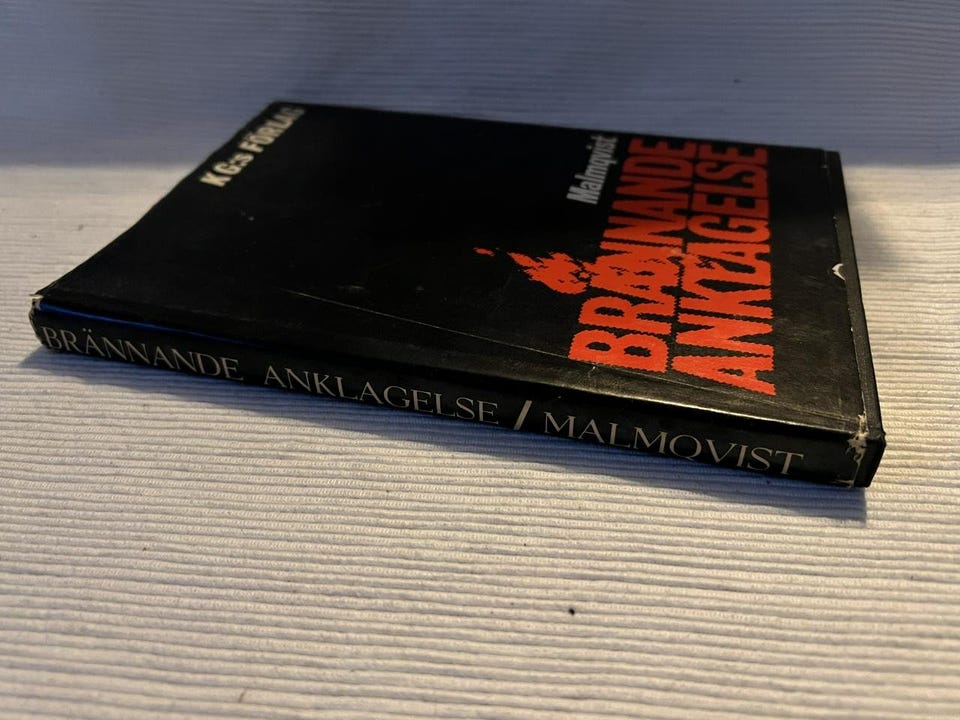 Malmqvist
BRÄNNANDE
ANKLAGELSE
KG:s FÖRLAG
BRÄNNANDE ANKLAGELSE / MALMQVIST